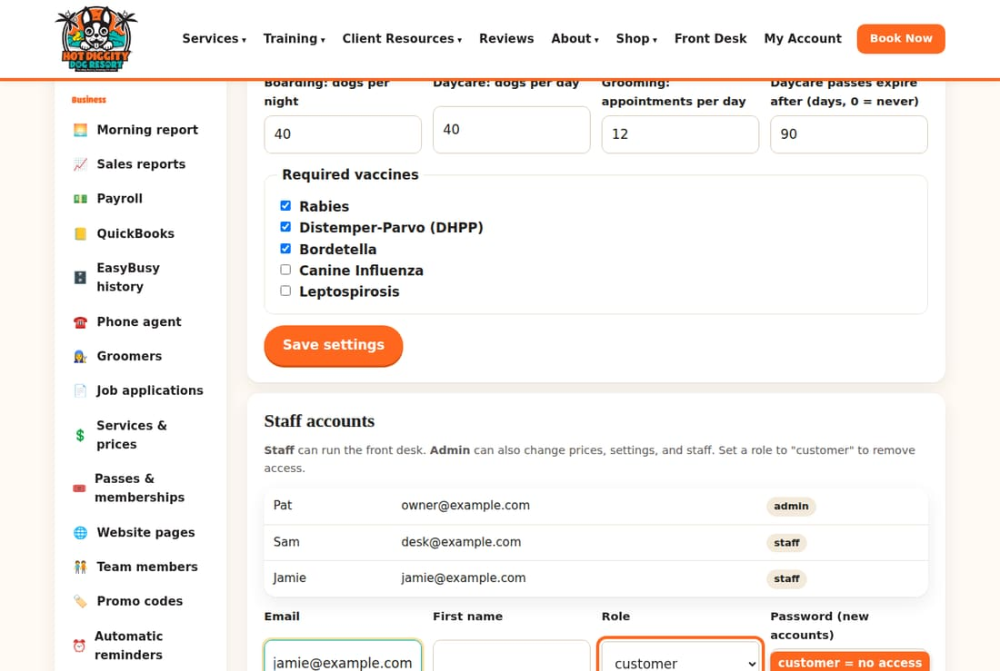 HOT DIGGITY
DOG RESORT
Services ▾
Training ▾
Client Resources ▾
Reviews
About ▾
Shop ▾
Front Desk
My Account
Book Now
Business
Morning report
Sales reports
Payroll
QuickBooks
EasyBusy
history
Phone agent
Groomers
Job applications
Services &
prices
Passes &
memberships
Website pages
Team members
Promo codes
Automatic
reminders
Boarding: dogs per
night
40
Daycare: dogs per day
40
Grooming:
appointments per day
12
Daycare passes expire
after (days, 0 = never)
90
Required vaccines
Rabies
Distemper-Parvo (DHPP)
Bordetella
Canine Influenza
Leptospirosis
Save settings
Staff accounts
Staff can run the front desk. Admin can also change prices, settings, and staff. Set a role to "customer" to remove
access.
Pat owner@example.com admin
Sam desk@example.com staff
Jamie jamie@example.com staff
Email
jamie@example.com
First name
Role
customer
Password (new
accounts)
customer = no access